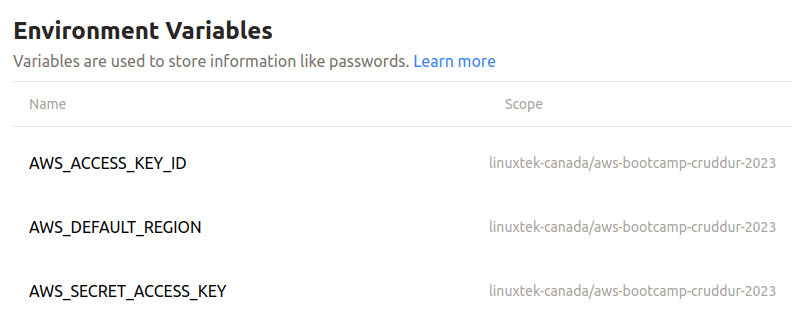 Environment Variables
Variables are used to store information like passwords. Learn more
Name Scope
AWS_ACCESS_KEY_ID linuxtek-canada/aws-bootcamp-cruddur-2023
AWS_DEFAULT_REGION linuxtek-canada/aws-bootcamp-cruddur-2023
AWS_SECRET_ACCESS_KEY linuxtek-canada/aws-bootcamp-cruddur-2023